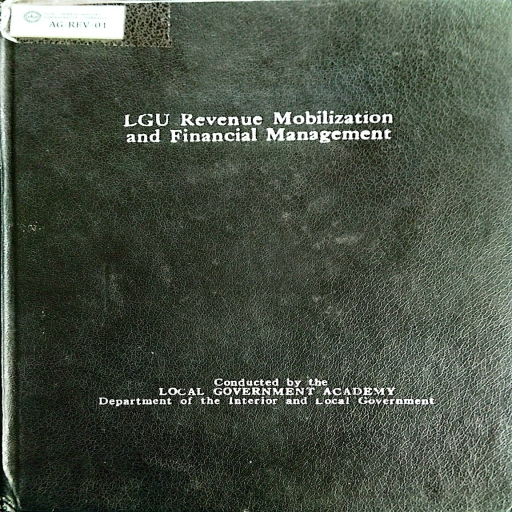 AG-REV-01
LGU Revenue Mobilization
and Financial Management
Conducted by the
LOCAL GOVERNMENT ACADEMY
Department of the Interior and Local Government